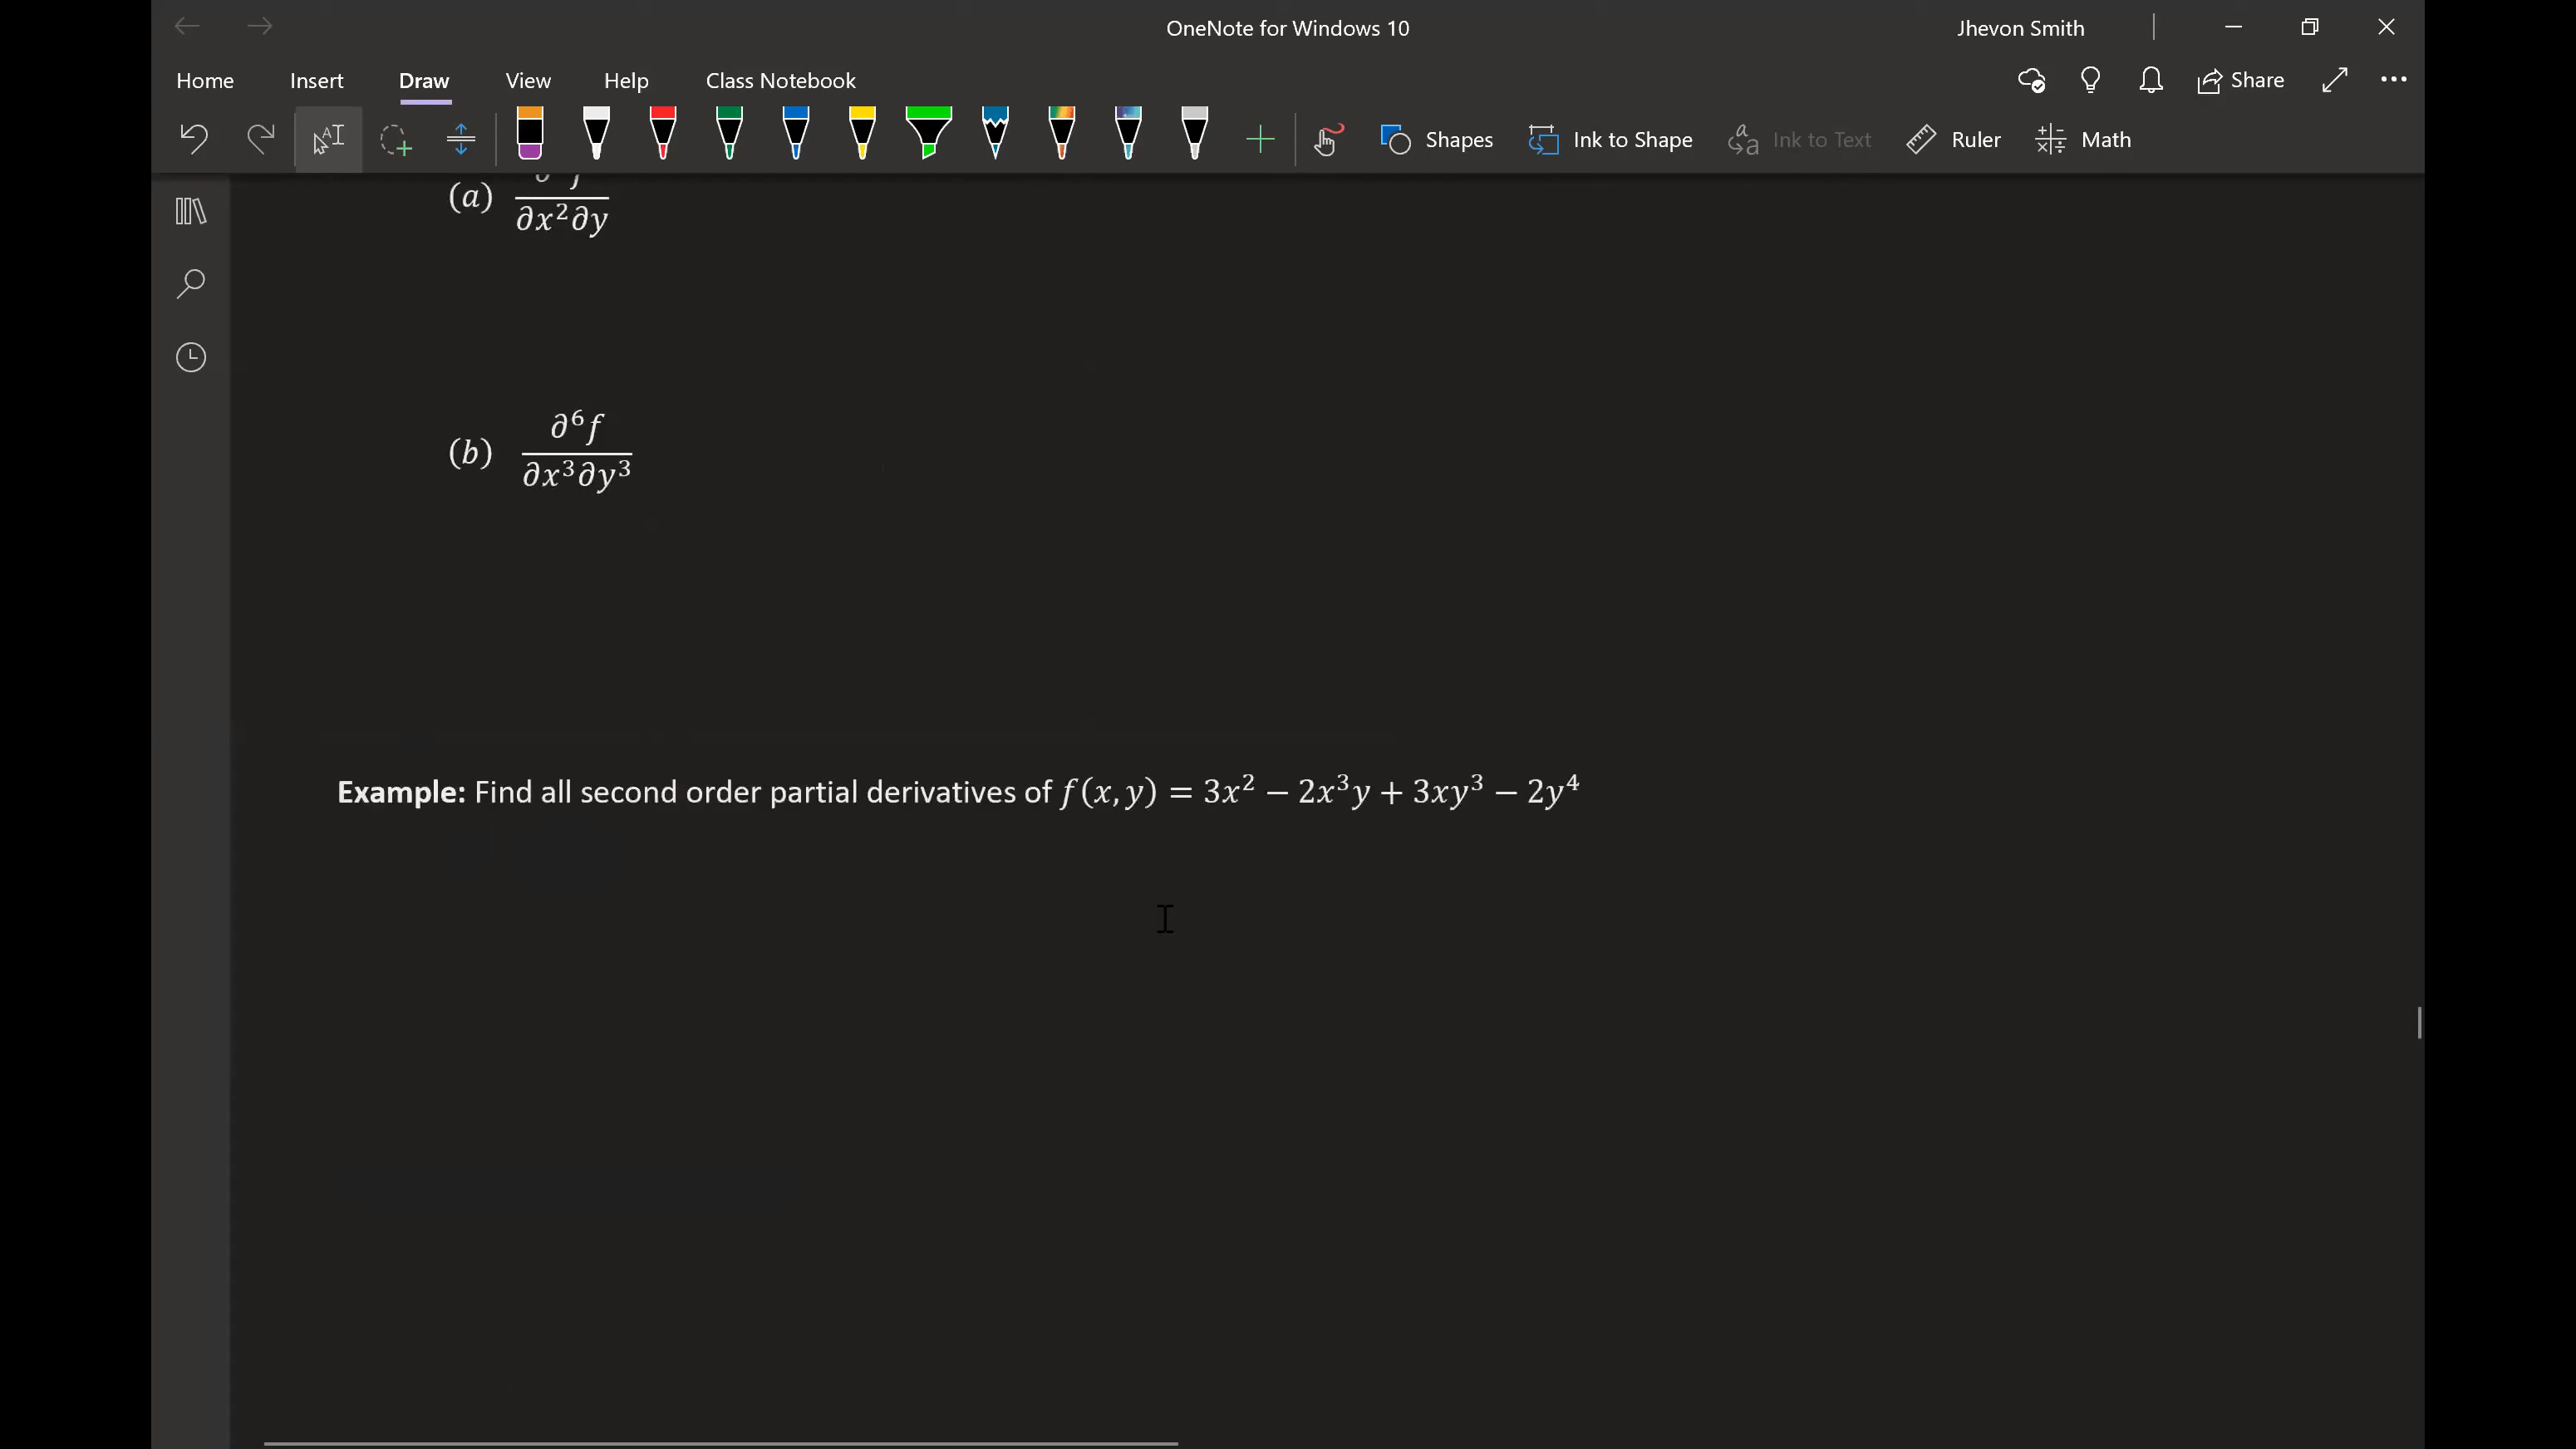 OneNote for Windows 10
Jhevon Smith
Home Insert Draw View Help Class Notebook
Share
Shapes Ink to Shape Ink to Text Ruler Math
(a) ∂x²∂y
(b) ∂⁶f
∂x³∂y³
Example: Find all second order partial derivatives of f(x, y) = 3x² − 2x³y + 3xy³ − 2y⁴